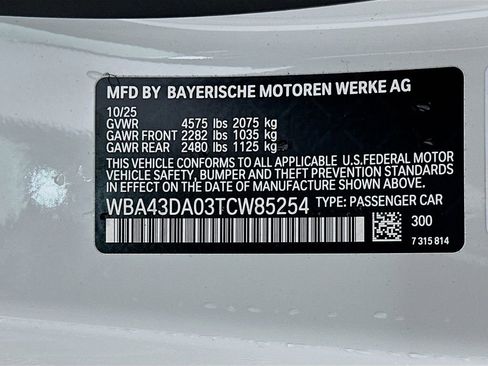 MFD BY BAYERISCHE MOTOREN WERKE AG
10/25
GVWR 4575 lbs 2075 kg
GAWR FRONT 2282 lbs 1035 kg
GAWR REAR 2480 lbs 1125 kg
THIS VEHICLE CONFORMS TO ALL APPLICABLE U.S.FEDERAL MOTOR
VEHICLE SAFETY, BUMPER AND THEFT PREVENTION STANDARDS
IN EFFECT ON THE DATE OF MANUFACTURE SHOWN ABOVE.
WBA43DA03TCW85254 TYPE: PASSENGER CAR
300
7 315 814